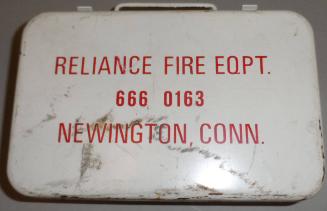 RELIANCE FIRE EQPT.
666 0163
NEWINGTON, CONN.